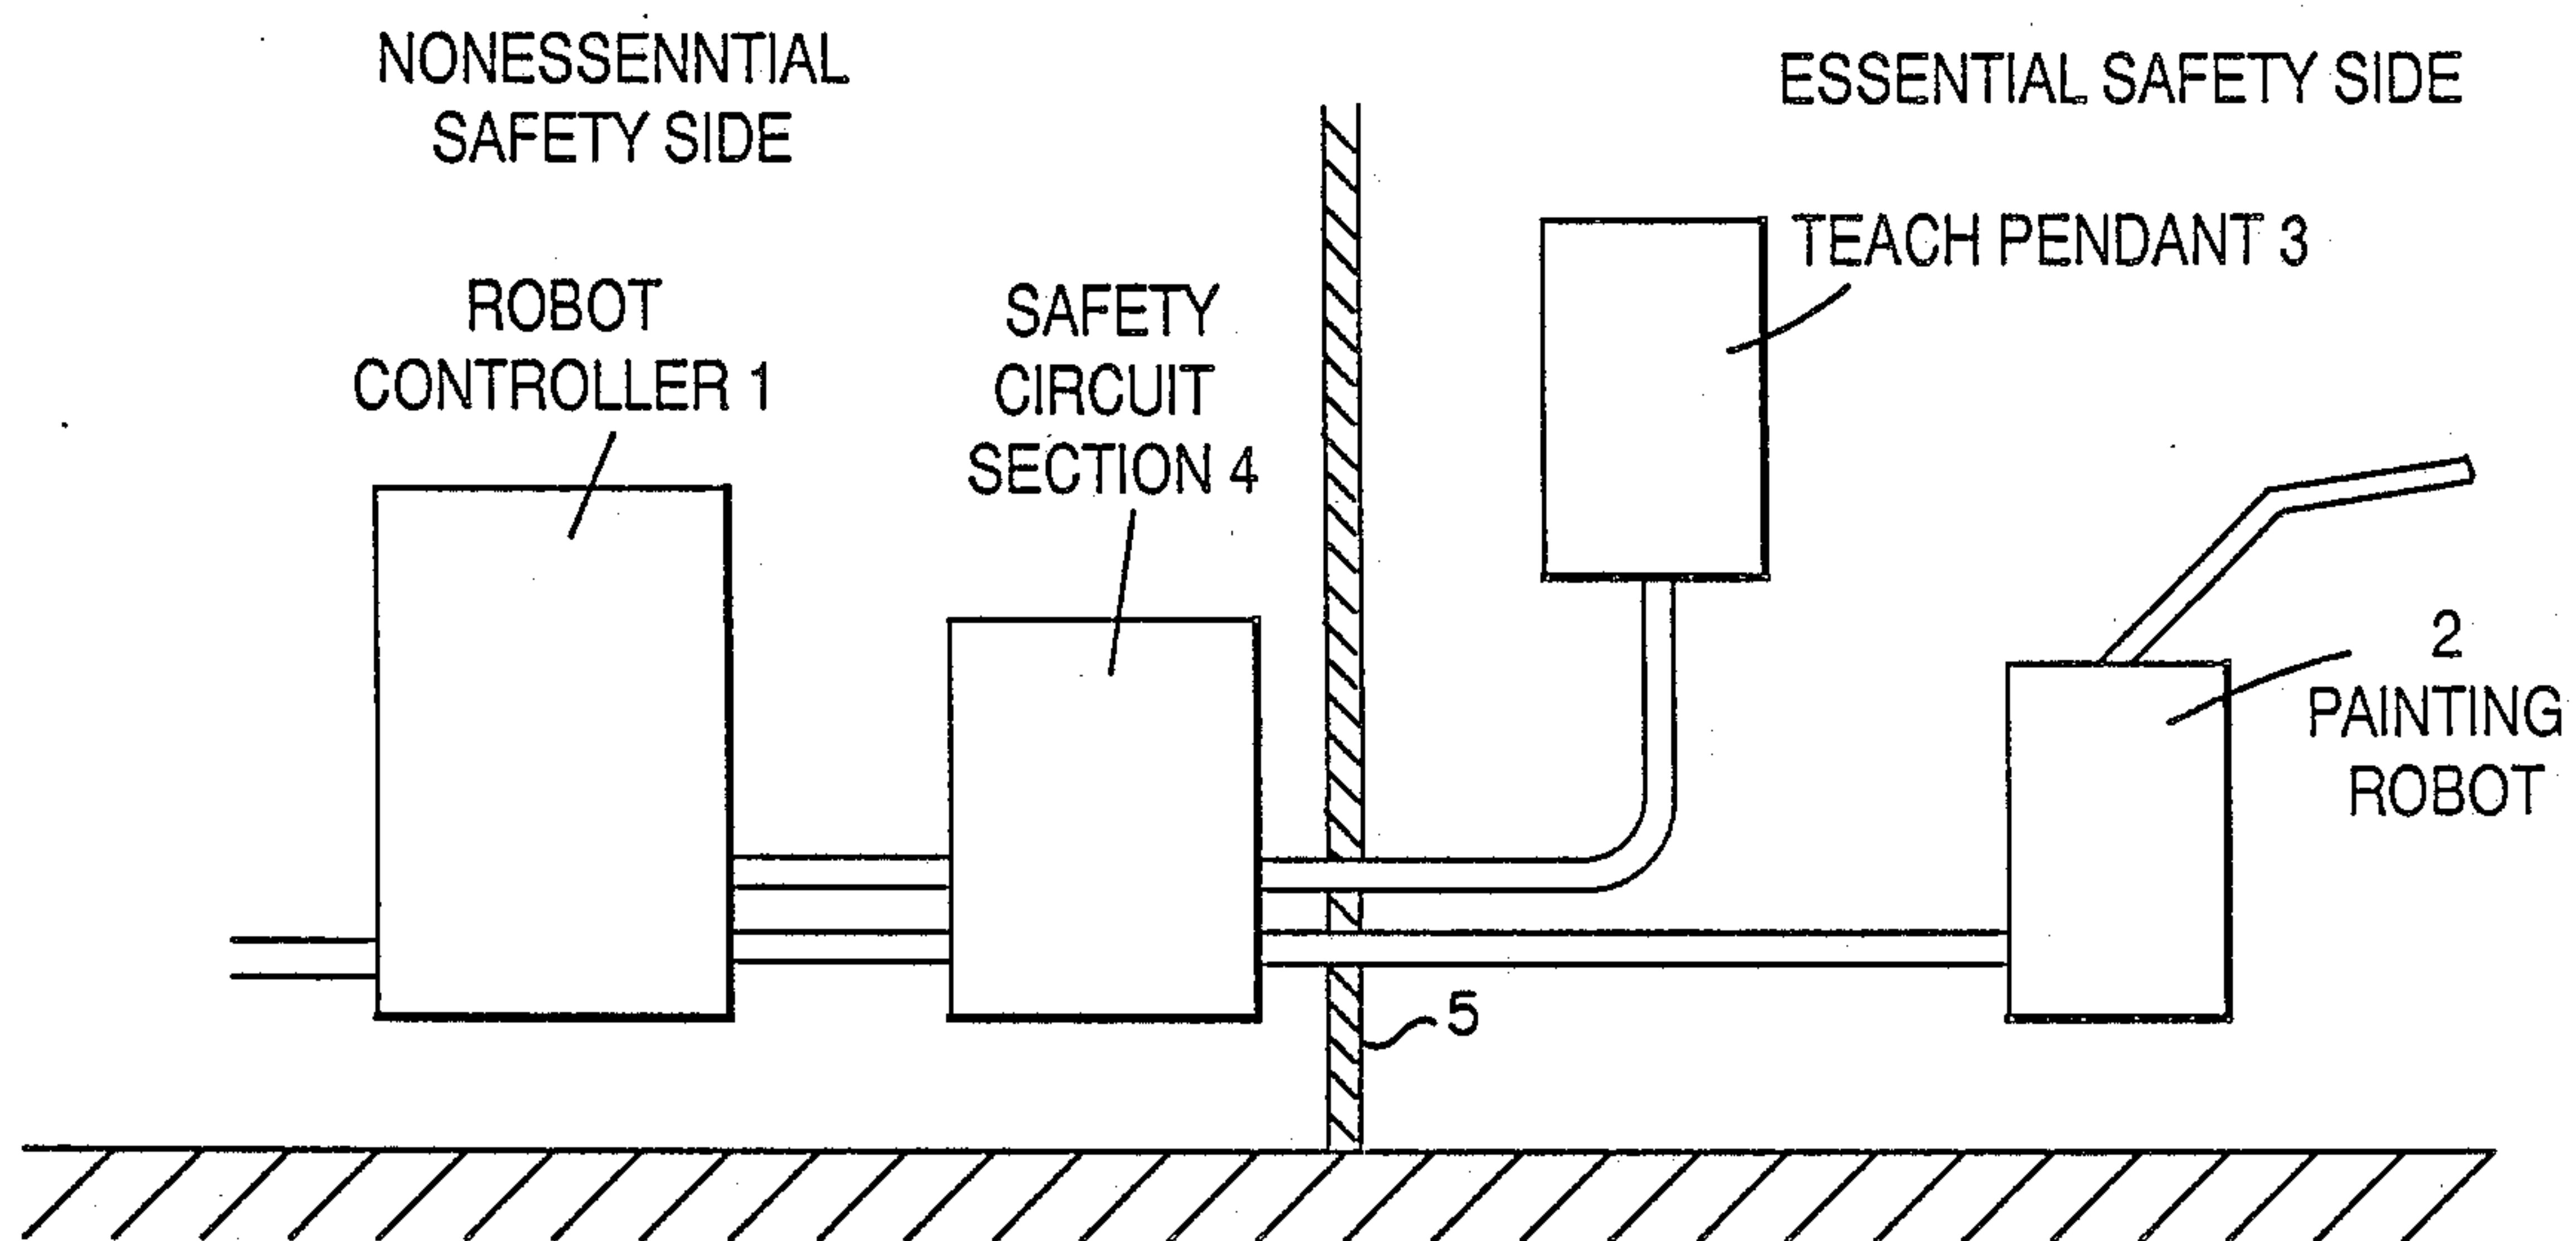 NONESSENNTIAL
SAFETY SIDE
ESSENTIAL SAFETY SIDE
ROBOT
CONTROLLER 1
SAFETY
CIRCUIT
SECTION 4
TEACH PENDANT 3
2
PAINTING
ROBOT
5